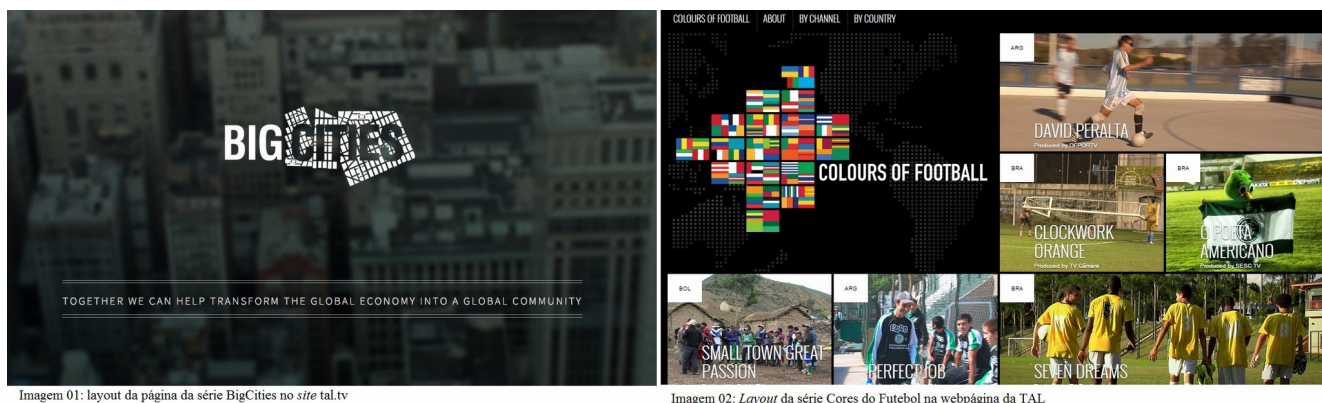 BIGCITIES
TOGETHER WE CAN HELP TRANSFORM THE GLOBAL ECONOMY INTO A GLOBAL COMMUNITY
Imagem 01: layout da página da série BigCities no site tal.tv
COLOURS OF FOOTBALL ABOUT BY CHANNEL BY COUNTRY
COLOURS OF FOOTBALL
ARG
DAVID PERALTA
Produced by DEPORTV
BRA
CLOCKWORK
ORANGE
Produced by TV Câmara
BRA
O POETA
AMERICANO
Produced by SESC TV
BOL
SMALL TOWN GREAT
PASSION
ARG
PERFECT JOB
BRA
SEVEN DREAMS
Imagem 02: Layout da série Cores do Futebol na webpágina da TAL